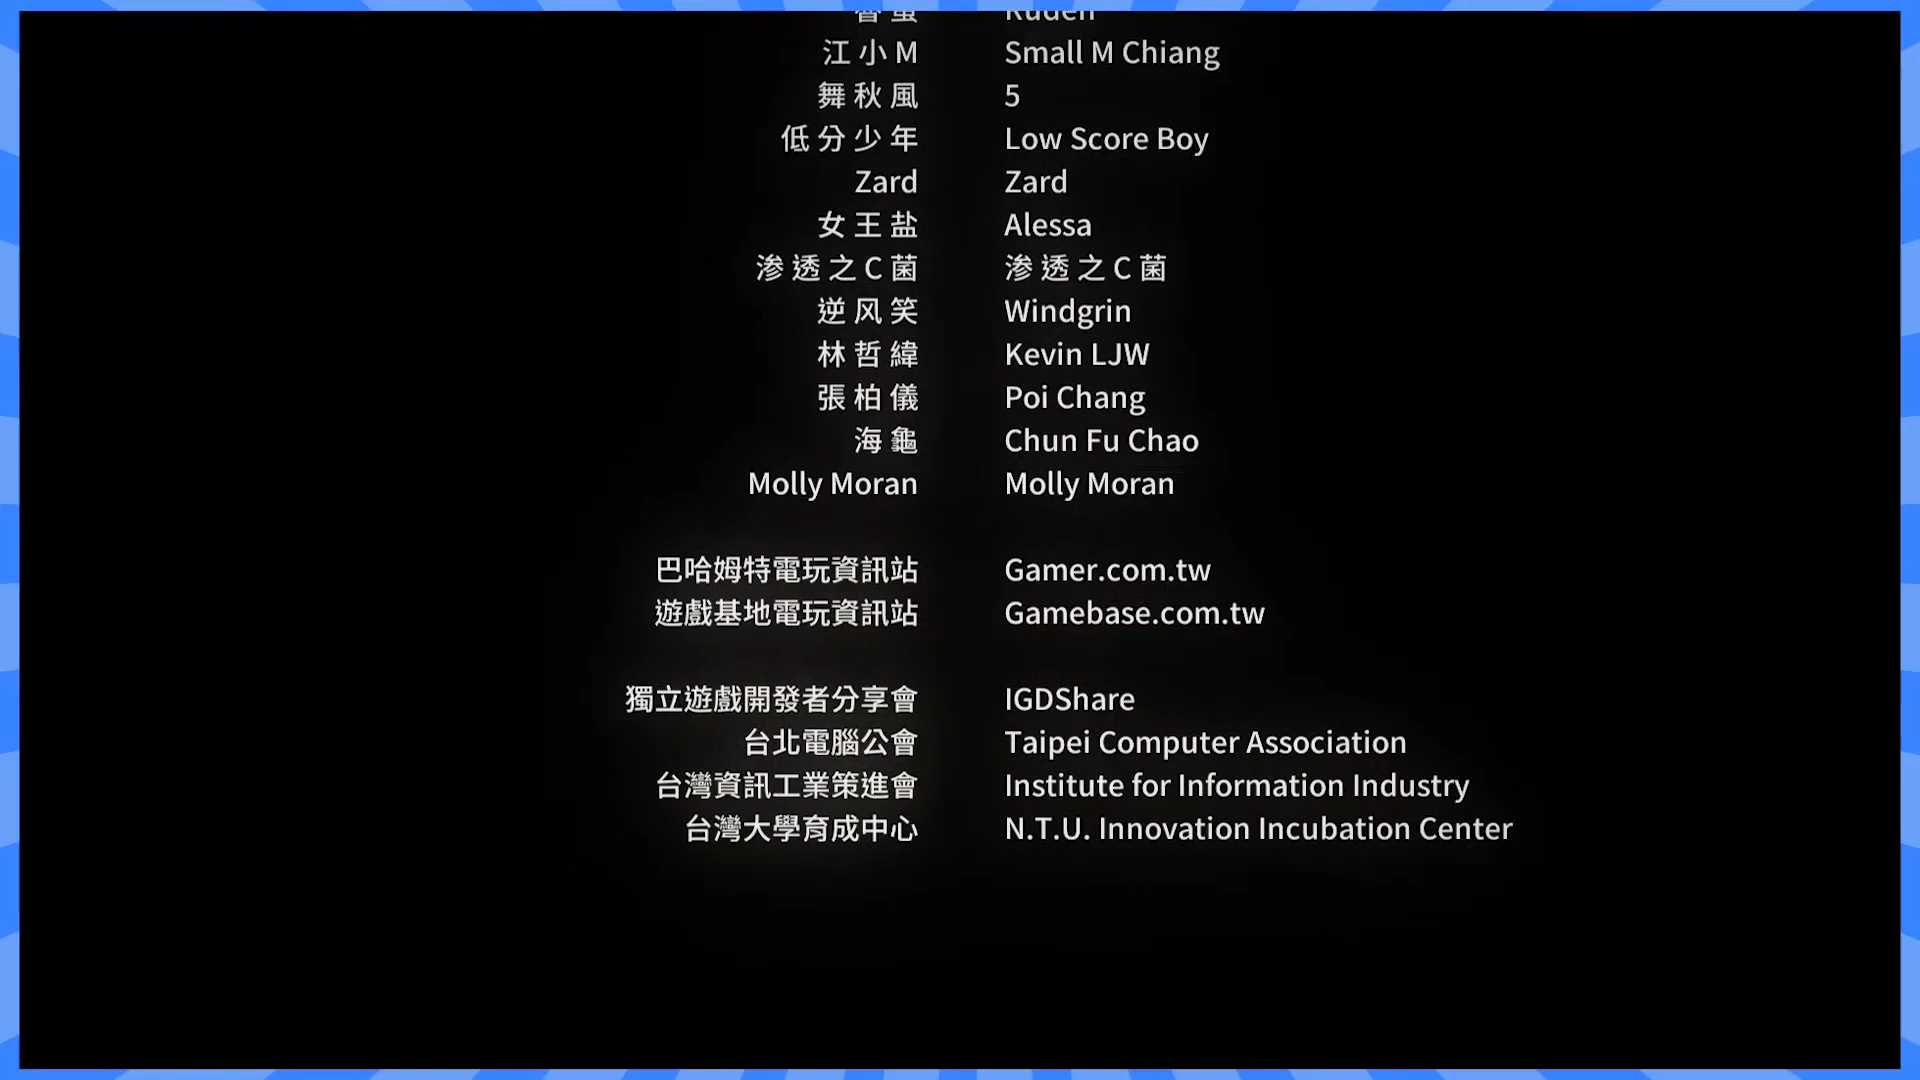 江小M Small M Chiang
舞秋風 5
低分少年 Low Score Boy
Zard Zard
女王盐 Alessa
渗透之C菌 渗透之C菌
逆风笑 Windgrin
林哲緯 Kevin LJW
張柏儀 Poi Chang
海龜 Chun Fu Chao
Molly Moran Molly Moran
巴哈姆特電玩資訊站 Gamer.com.tw
遊戲基地電玩資訊站 Gamebase.com.tw
獨立遊戲開發者分享會 IGDShare
台北電腦公會 Taipei Computer Association
台灣資訊工業策進會 Institute for Information Industry
台灣大學育成中心 N.T.U. Innovation Incubation Center